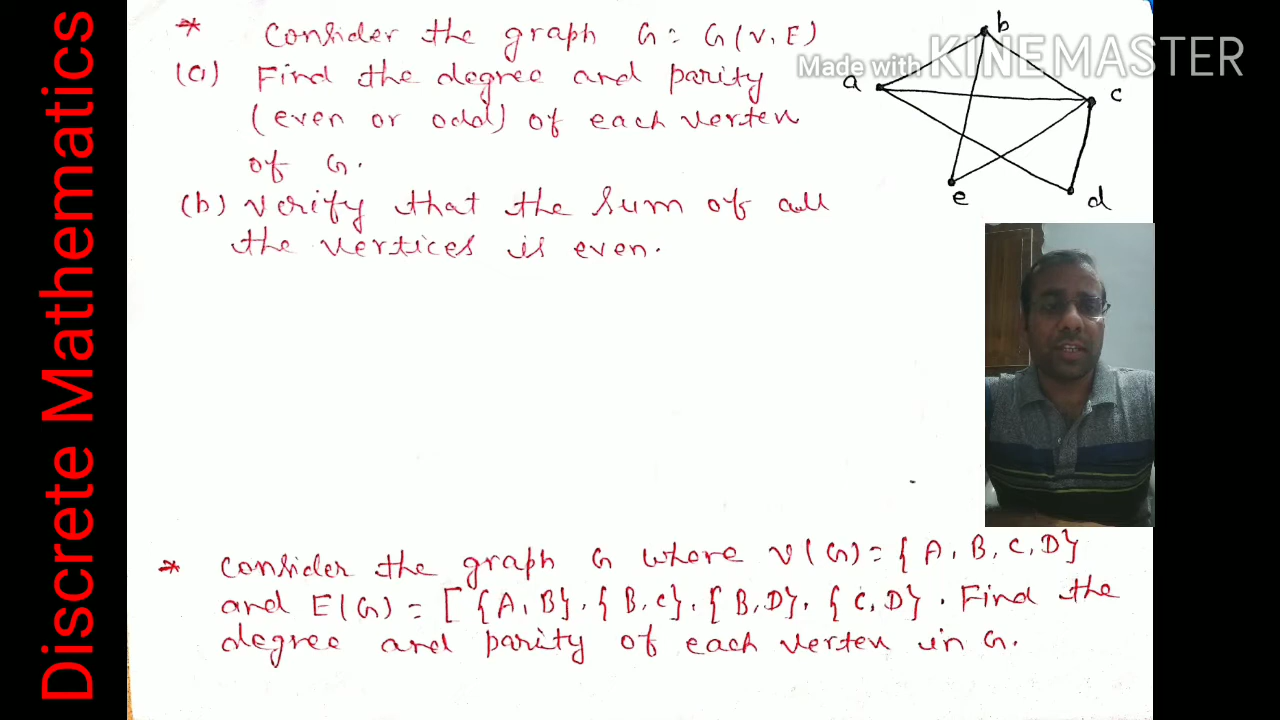 Discrete Mathematics
* Consider the graph G = G(V, E)
(a) Find the degree and parity
(even or odd) of each vertex
of G.
(b) Verify that the sum of all
the vertices is even.
Made with KINEMASTER
b
a
c
e
d
* Consider the graph G where V(G) = {A, B, C, D}
and E(G) = [{A, B}, {B, C}, {B, D}, {C, D}. Find the
degree and parity of each vertex in G.